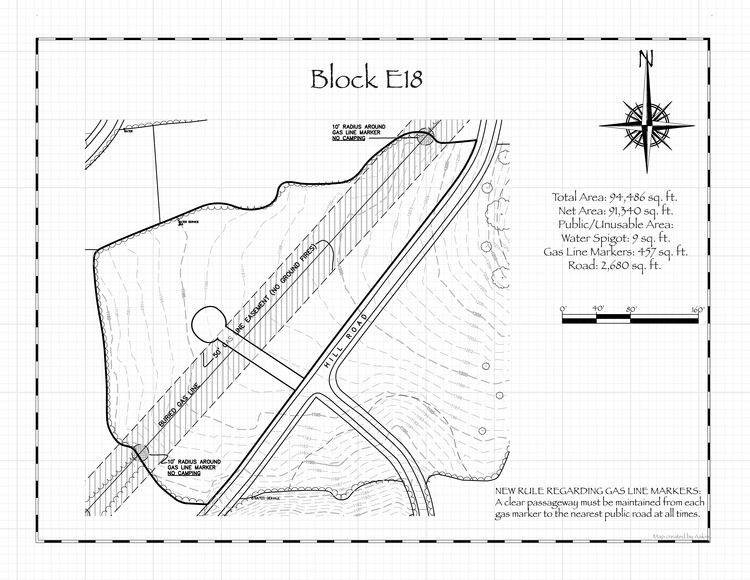 Block E18
N
10' RADIUS AROUND
GAS LINE MARKER
NO CAMPING
WATER
WATER SERVICE
Total Area: 94,486 sq. ft.
Net Area: 91,340 sq. ft.
Public/Unusable Area:
Water Spigot: 9 sq. ft.
Gas Line Markers: 457 sq. ft.
Road: 2,680 sq. ft.
0' 40' 80' 160'
50' GAS LINE EASEMENT (NO GROUND FIRES)
HILL ROAD
BURIED GAS LINE
10' RADIUS AROUND
GAS LINE MARKER
NO CAMPING
WATER SERVICE
NEW RULE REGARDING GAS LINE MARKERS:
A clear passageway must be maintained from each
gas marker to the nearest public road at all times.
Map created by